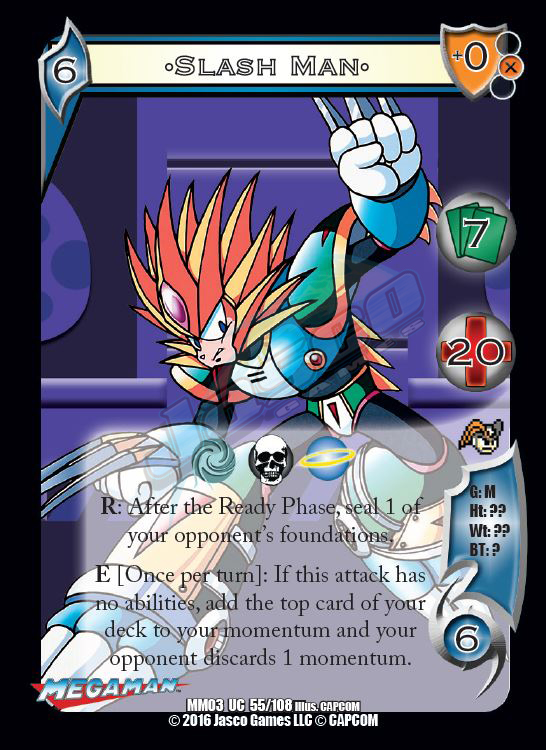 6
•SLASH MAN•
+0
X
7
20
G: M
Ht: ??
Wt: ??
BT: ?
R: After the Ready Phase, seal 1 of
your opponent's foundations.
E [Once per turn]: If this attack has
no abilities, add the top card of your
deck to your momentum and your
opponent discards 1 momentum.
6
MEGAMAN™
MM03 UC 55/108 illus. CAPCOM
© 2016 Jasco Games LLC © CAPCOM